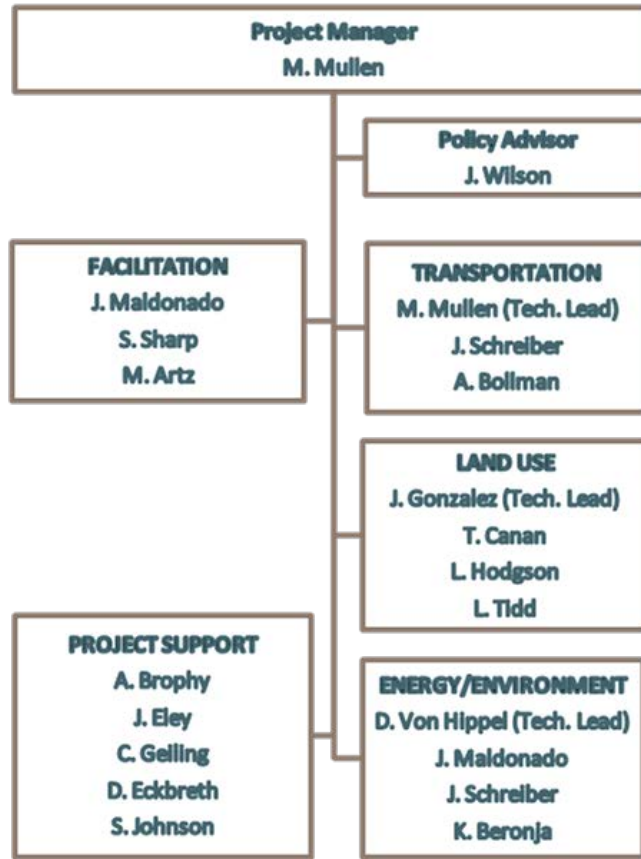 Project Manager
M. Mullen
Policy Advisor
J. Wilson
FACILITATION
J. Maldonado
S. Sharp
M. Artz
TRANSPORTATION
M. Mullen (Tech. Lead)
J. Schreiber
A. Bollman
LAND USE
J. Gonzalez (Tech. Lead)
T. Canan
L. Hodgson
L. Tidd
PROJECT SUPPORT
A. Brophy
J. Eley
C. Geiling
D. Eckbreth
S. Johnson
ENERGY/ENVIRONMENT
D. Von Hippel (Tech. Lead)
J. Maldonado
J. Schreiber
K. Beronja